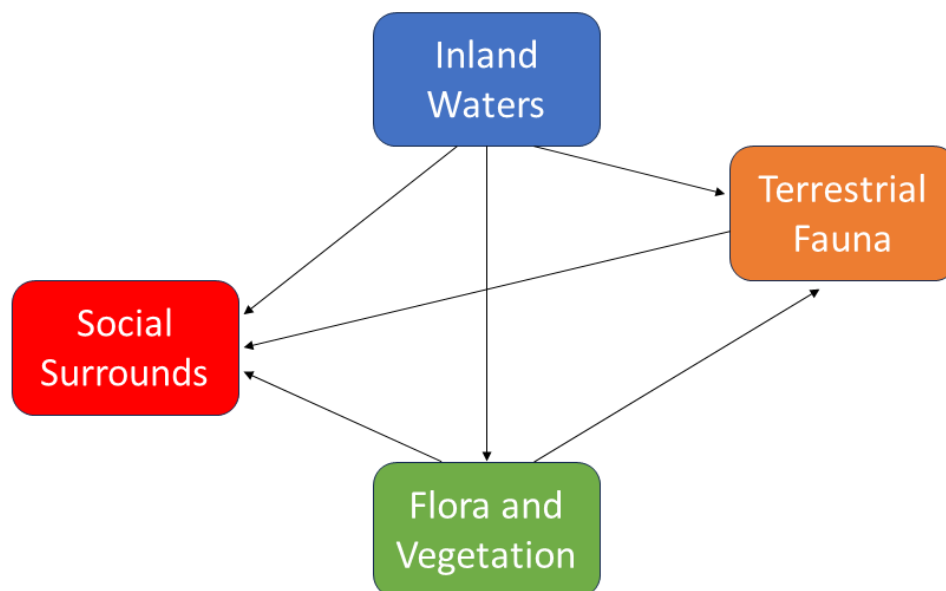 Inland
Waters
Terrestrial
Fauna
Social
Surrounds
Flora and
Vegetation